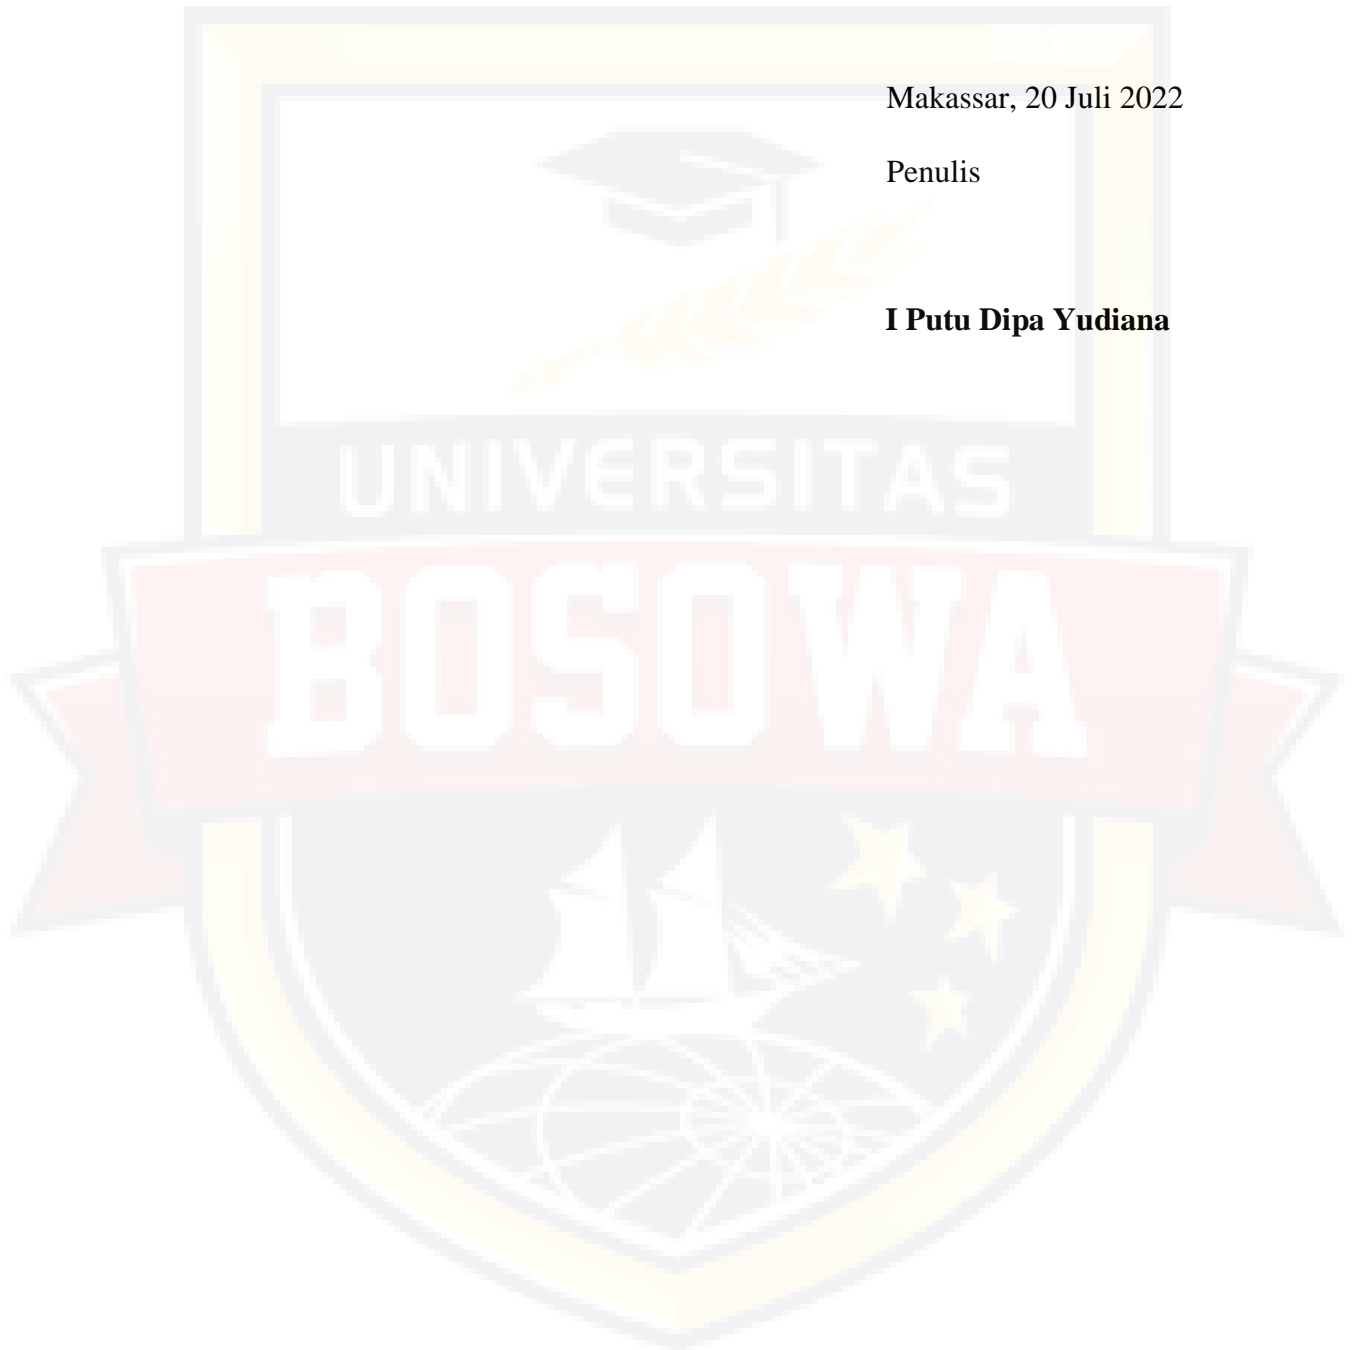 Makassar, 20 Juli 2022
Penulis
I Putu Dipa Yudiana
UNIVERSITAS
BOSOWA